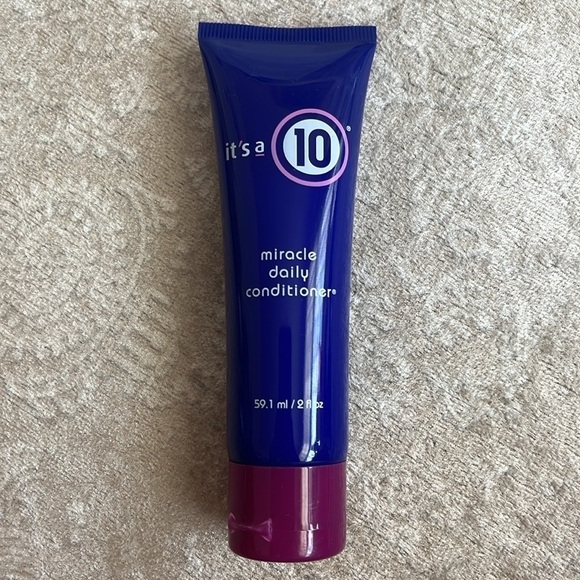 it's a 10®
miracle
daily
conditioner®
59.1 ml / 2 fl oz